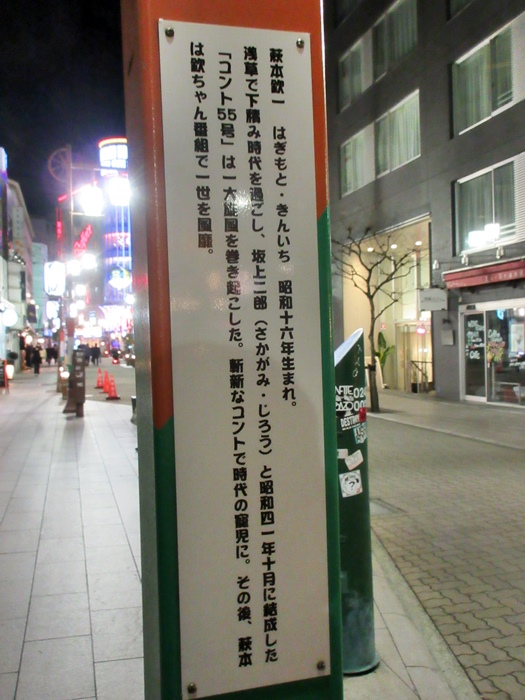 萩本欽一　はぎもと・きんいち　昭和十六年生まれ。
浅草で下積み時代を過ごし、坂上二郎（さかがみ・じろう）と昭和四一年十月に結成した
「コント55号」は一大旋風を巻き起こした。斬新なコントで時代の寵児に。その後、萩本
は欽ちゃん番組で一世を風靡。
DESTROY